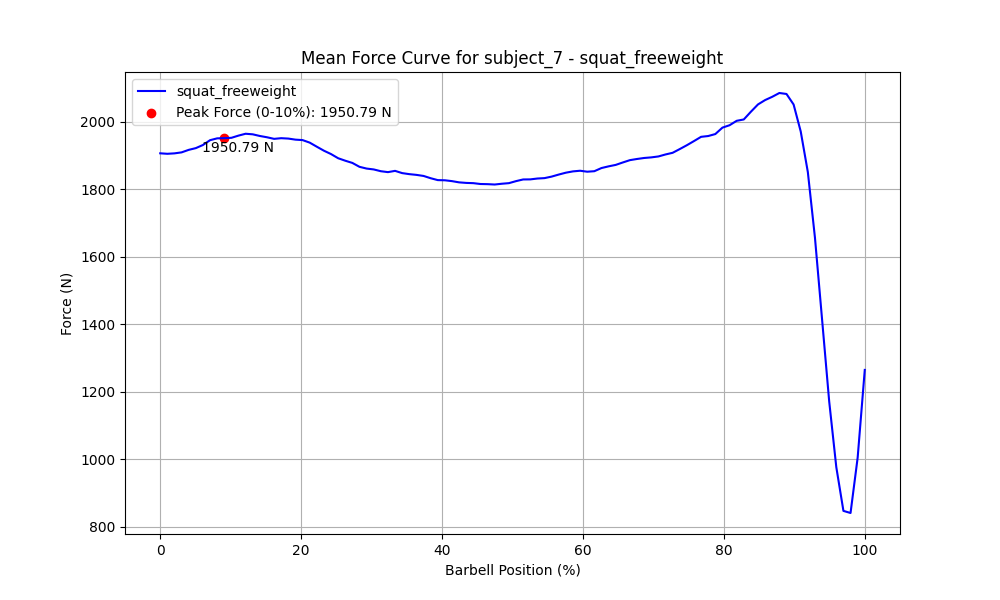 Mean Force Curve for subject_7 - squat_freeweight
squat_freeweight
Peak Force (0-10%): 1950.79 N
1950.79 N
2000
1800
1600
1400
1200
1000
800
Force (N)
0 20 40 60 80 100
Barbell Position (%)